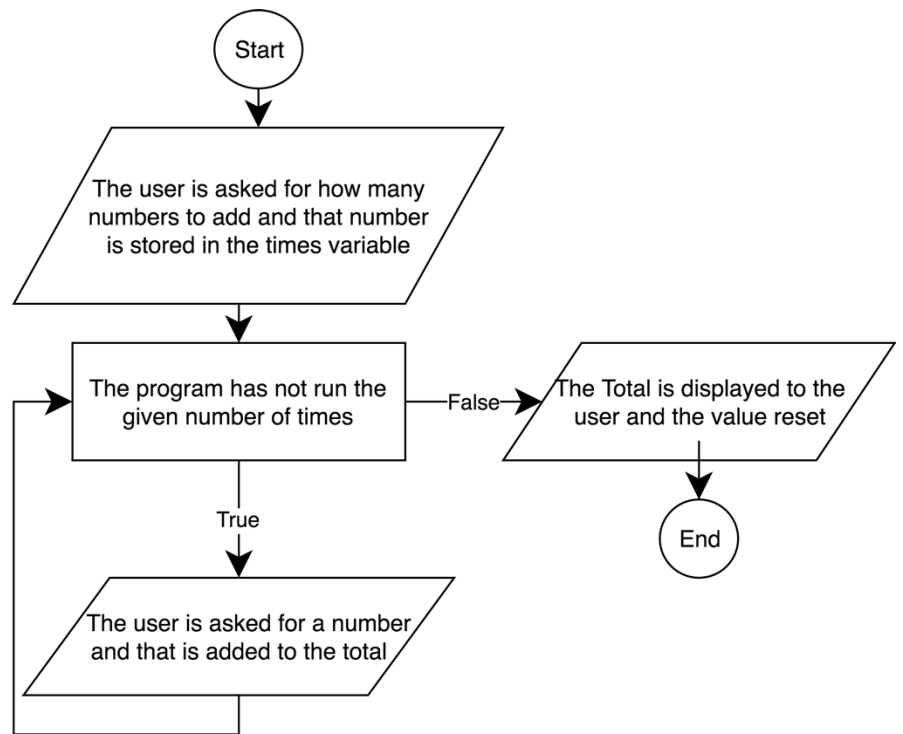 Start
The user is asked for how many
numbers to add and that number
is stored in the times variable
The program has not run the
given number of times
False
The Total is displayed to the
user and the value reset
True
End
The user is asked for a number
and that is added to the total